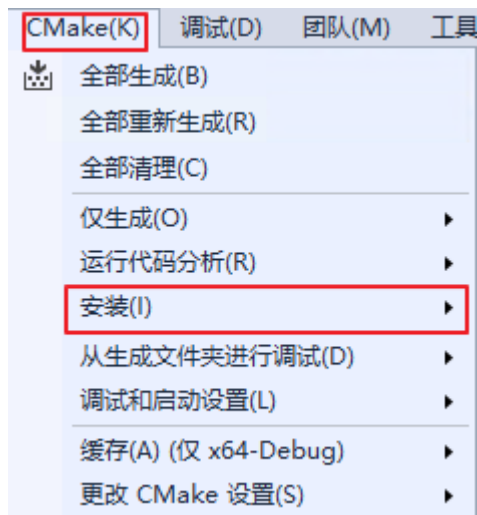 CMake(K) 调试(D) 团队(M) 工具
全部生成(B)
全部重新生成(R)
全部清理(C)
仅生成(O)
运行代码分析(R)
安装(I)
从生成文件夹进行调试(D)
调试和启动设置(L)
缓存(A) (仅 x64-Debug)
更改 CMake 设置(S)